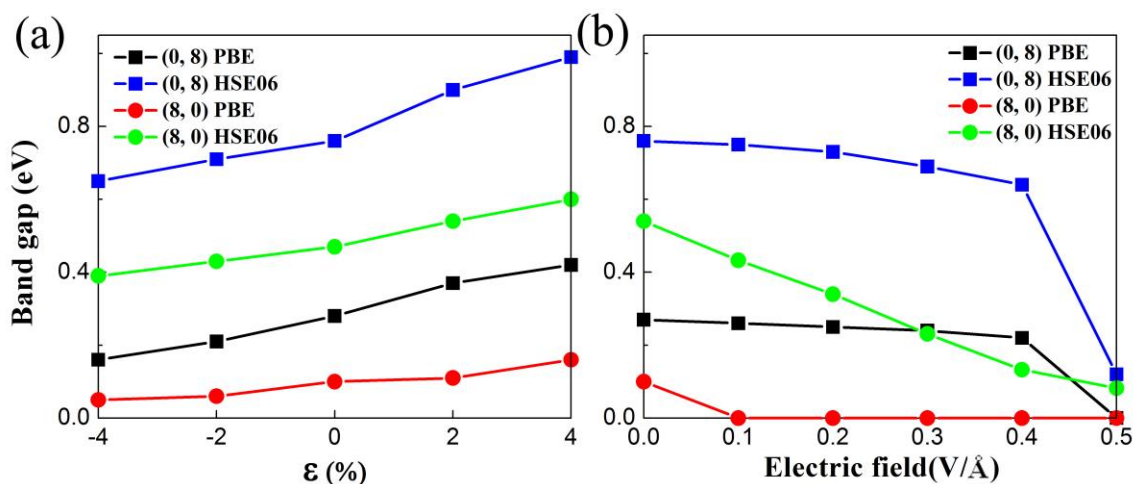 (a)
(0, 8) PBE
(0, 8) HSE06
(8, 0) PBE
(8, 0) HSE06
Band gap (eV)
0.8
0.4
0.0
-4 -2 0 2 4
ε (%)
(b)
(0, 8) PBE
(0, 8) HSE06
(8, 0) PBE
(8, 0) HSE06
0.8
0.4
0.0
0.0 0.1 0.2 0.3 0.4 0.5
Electric field(V/Å)